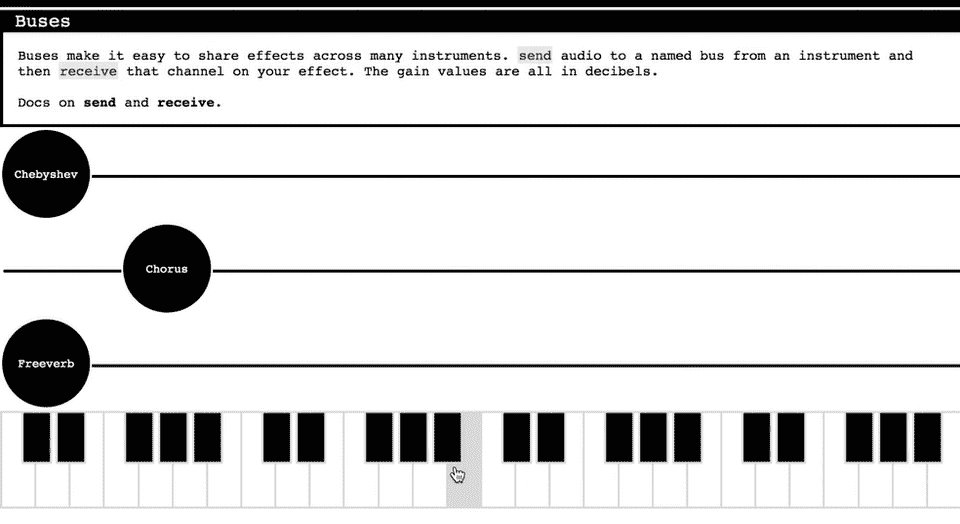 Buses
Buses make it easy to share effects across many instruments. send audio to a named bus from an instrument and
then receive that channel on your effect. The gain values are all in decibels.
Docs on send and receive.
Chebyshev
Chorus
Freeverb